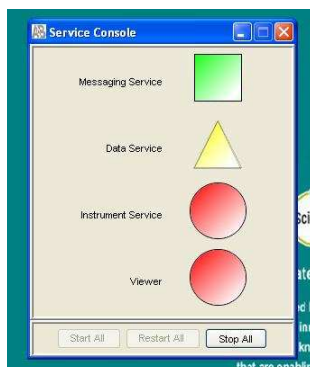 Service Console
Messaging Service
Data Service
Instrument Service
Viewer
Start All Restart All Stop All